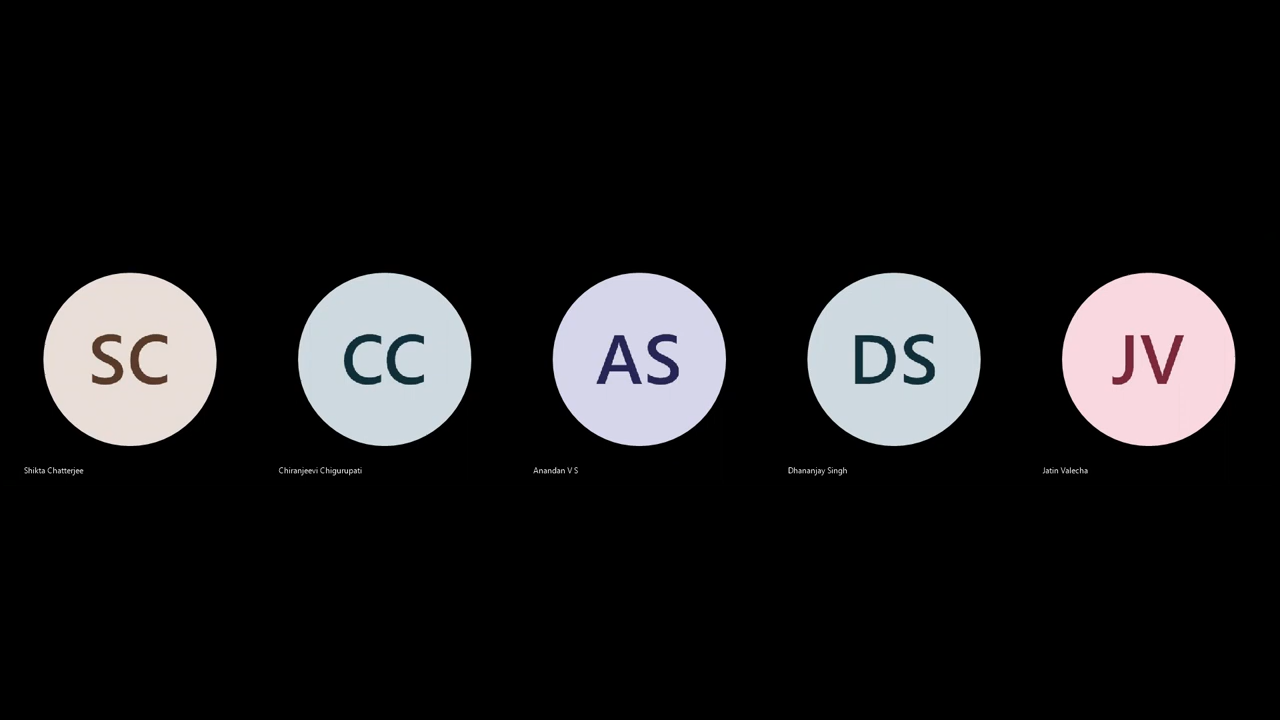 SC CC AS DS JV
Shikta Chatterjee Chiranjeevi Chigurupati Anandan V S Dhananjay Singh Jatin Valecha